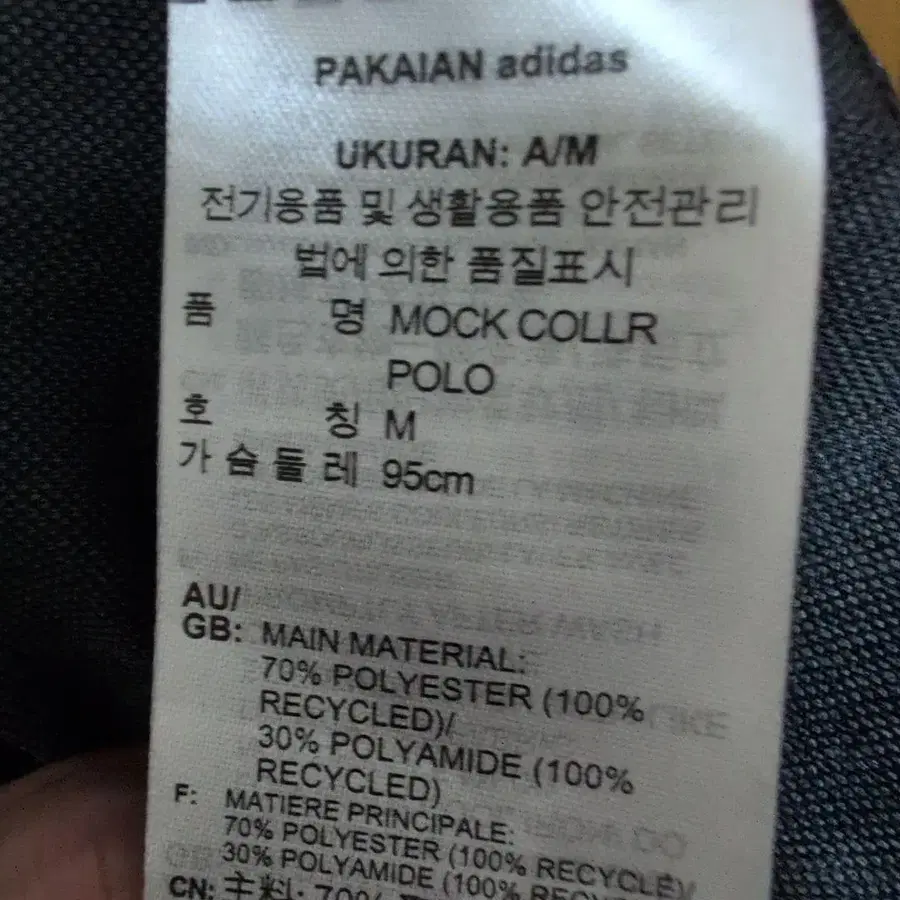 PAKAIAN adidas
UKURAN: A/M
전기용품 및 생활용품 안전관리
법에 의한 품질표시
품 명 MOCK COLLR
POLO
호 칭 M
가 슴 둘 레 95cm
AU/
GB: MAIN MATERIAL:
70% POLYESTER (100%
RECYCLED)/
30% POLYAMIDE (100%
RECYCLED)
F: MATIERE PRINCIPALE:
70% POLYESTER (100% RECYCLE)/
30% POLYAMIDE (100%
CN: 主料: 70%